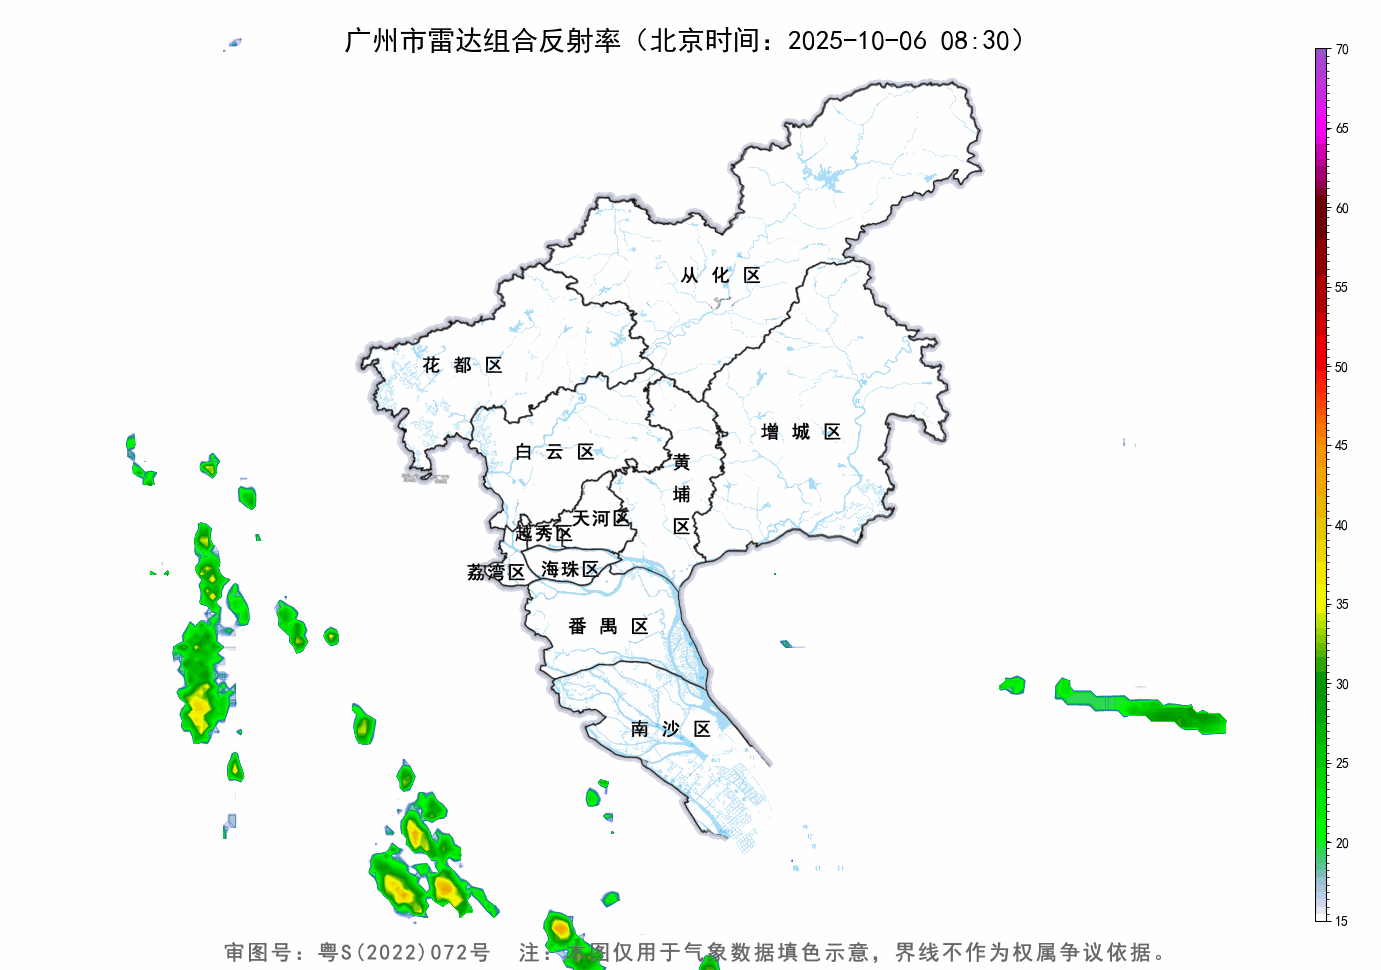 广州市雷达组合反射率（北京时间：2025-10-06 08:30）
70
65
60
55
50
45
40
35
30
25
20
15
从化区
花都区
增城区
白云区
黄埔区
天河区
越秀区
荔湾区
海珠区
番禺区
南沙区
审图号：粤S(2022)072号 注：本图仅用于气象数据填色示意，界线不作为权属争议依据。